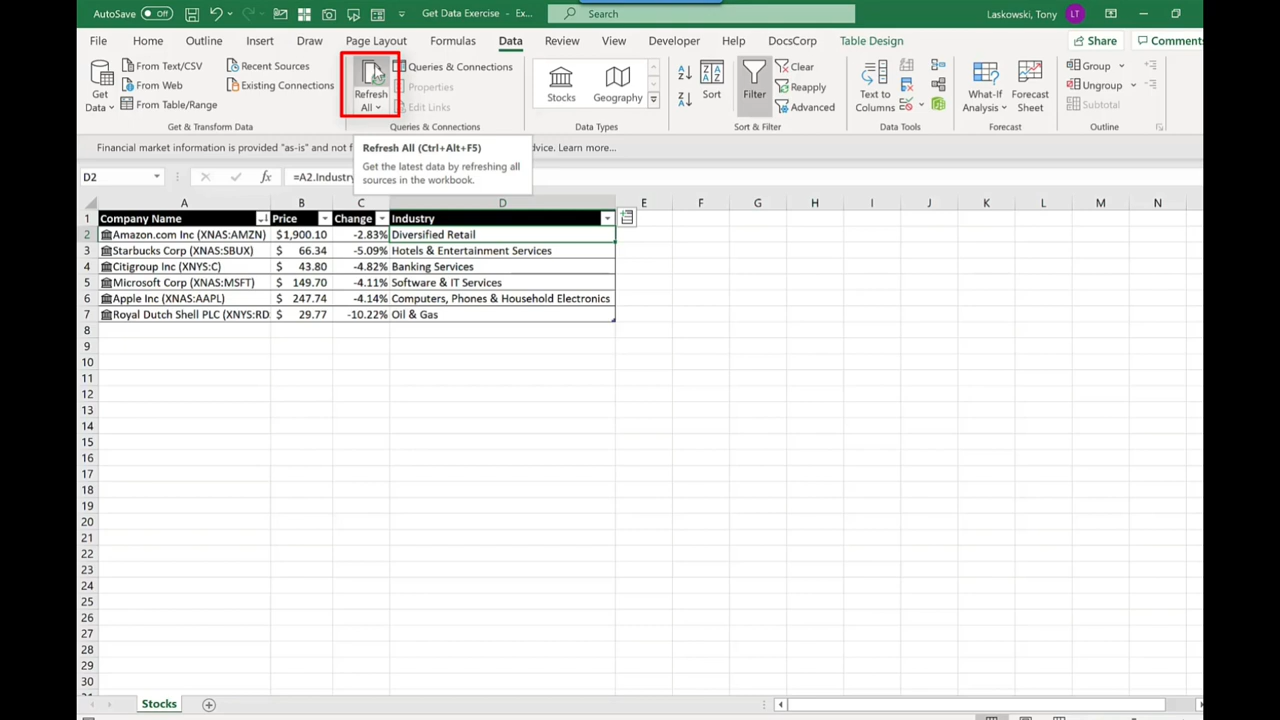 AutoSave Off Get Data Exercise - Ex... Search Laskowski, Tony LT
File Home Outline Insert Draw Page Layout Formulas Data Review View Developer Help DocsCorp Table Design Share Comments
Get Data
From Text/CSV
From Web
From Table/Range
Recent Sources
Existing Connections
Get & Transform Data
Refresh All
Queries & Connections
Properties
Edit Links
Queries & Connections
Stocks Geography
Data Types
Sort
Filter
Clear
Reapply
Advanced
Sort & Filter
Text to Columns
Data Tools
What-If Analysis
Forecast Sheet
Forecast
Group
Ungroup
Subtotal
Outline
Financial market information is provided "as-is" and not f
dvice. Learn more...
Refresh All (Ctrl+Alt+F5)
Get the latest data by refreshing all
sources in the workbook.
D2 fx =A2.Industry
A B C D E F G H I J K L M N
1 Company Name Price Change Industry
2 Amazon.com Inc (XNAS:AMZN) $1,900.10 -2.83% Diversified Retail
3 Starbucks Corp (XNAS:SBUX) $ 66.34 -5.09% Hotels & Entertainment Services
4 Citigroup Inc (XNYS:C) $ 43.80 -4.82% Banking Services
5 Microsoft Corp (XNAS:MSFT) $ 149.70 -4.11% Software & IT Services
6 Apple Inc (XNAS:AAPL) $ 247.74 -4.14% Computers, Phones & Household Electronics
7 Royal Dutch Shell PLC (XNYS:RD $ 29.77 -10.22% Oil & Gas
8
9
10
11
12
13
14
15
16
17
18
19
20
21
22
23
24
25
26
27
28
29
30
Stocks